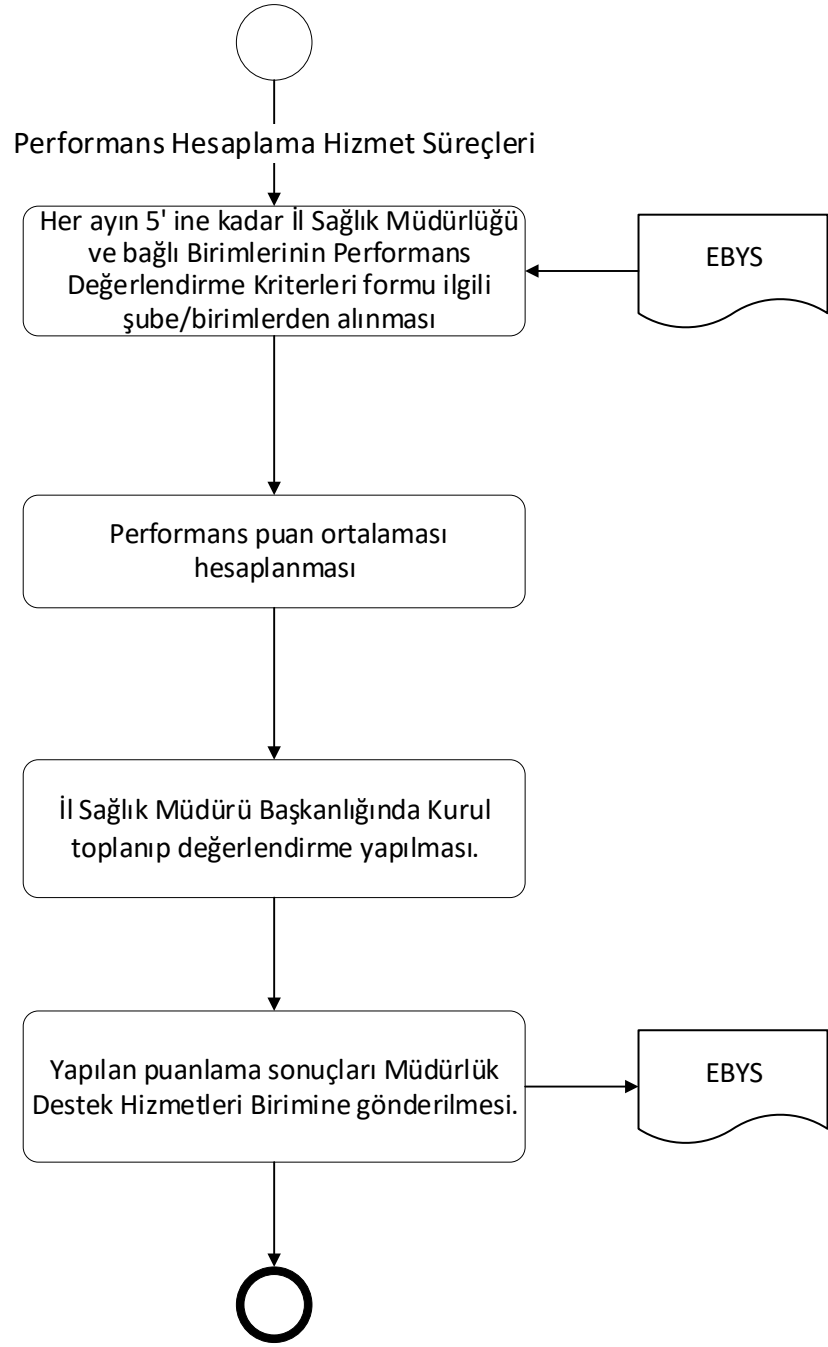 Performans Hesaplama Hizmet Süreçleri
Her ayın 5' ine kadar İl Sağlık Müdürlüğü
ve bağlı Birimlerinin Performans
Değerlendirme Kriterleri formu ilgili
şube/birimlerden alınması
EBYS
Performans puan ortalaması
hesaplanması
İl Sağlık Müdürü Başkanlığında Kurul
toplanıp değerlendirme yapılması.
Yapılan puanlama sonuçları Müdürlük
Destek Hizmetleri Birimine gönderilmesi.
EBYS